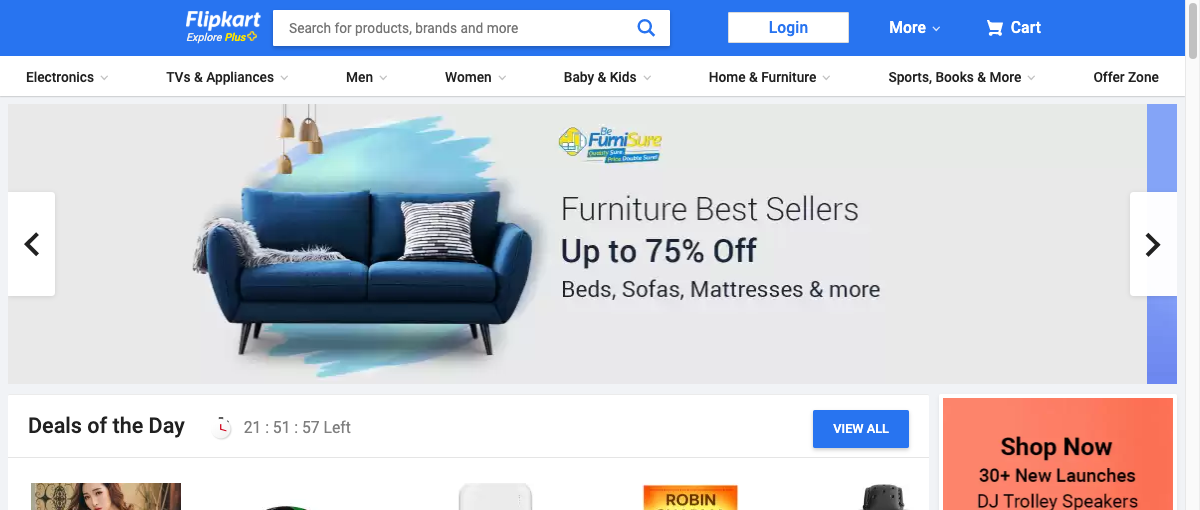 Flipkart
Explore Plus
Search for products, brands and more
Login
More
Cart
Electronics
TVs & Appliances
Men
Women
Baby & Kids
Home & Furniture
Sports, Books & More
Offer Zone
Be
FurniSure
Quality Sure
Price Double Sure!
Furniture Best Sellers
Up to 75% Off
Beds, Sofas, Mattresses & more
Deals of the Day
21 : 51 : 57 Left
VIEW ALL
Shop Now
30+ New Launches
DJ Trolley Speakers
ROBIN